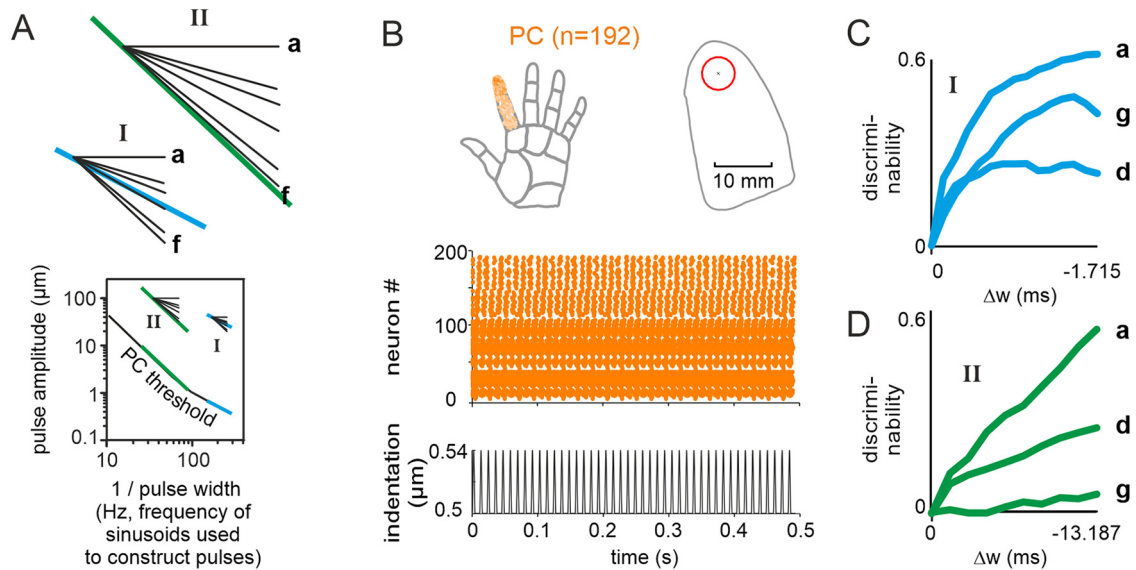 A
II
a
I
a
f
f
pulse amplitude (μm)
100
10
1
0.1
II
I
PC threshold
10
100
1 / pulse width
(Hz, frequency of
sinusoids used
to construct pulses)
B
PC (n=192)
10 mm
neuron #
200
100
0
indentation
(μm)
0.54
0.5
0
0.1
0.2
0.3
0.4
0.5
time (s)
C
0.6
I
a
g
d
discrimi-
nability
0
0
-1.715
Δw (ms)
D
0.6
II
a
d
g
discrimi-
nability
0
0
-13.187
Δw (ms)